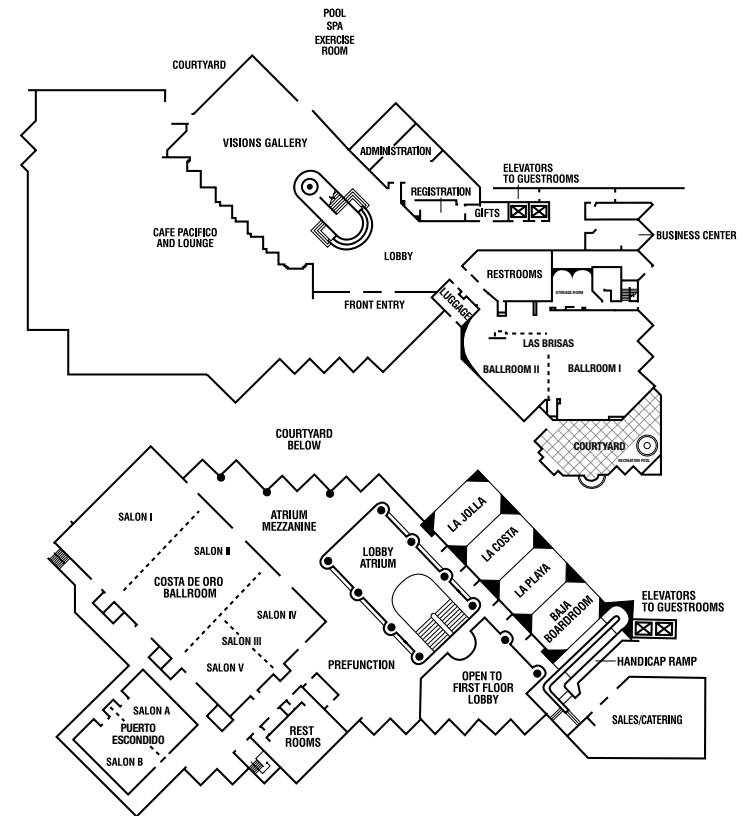 POOL
SPA
EXERCISE
ROOM
COURTYARD
VISIONS GALLERY
ADMINISTRATION
ELEVATORS
TO GUESTROOMS
REGISTRATION
GIFTS
CAFE PACIFICO
AND LOUNGE
BUSINESS CENTER
LOBBY
RESTROOMS
STORAGE ROOM
LUGGAGE
FRONT ENTRY
LAS BRISAS
BALLROOM II
BALLROOM I
COURTYARD
RECREATION POOL
COURTYARD
BELOW
SALON I
ATRIUM
MEZZANINE
LA JOLLA
SALON II
LOBBY
ATRIUM
LA COSTA
COSTA DE ORO
BALLROOM
LA PLAYA
SALON IV
BAJA
BOARDROOM
ELEVATORS
TO GUESTROOMS
SALON III
SALON V
PREFUNCTION
HANDICAP RAMP
OPEN TO
FIRST FLOOR
LOBBY
SALON A
PUERTO
ESCONDIDO
SALON B
REST
ROOMS
SALES/CATERING